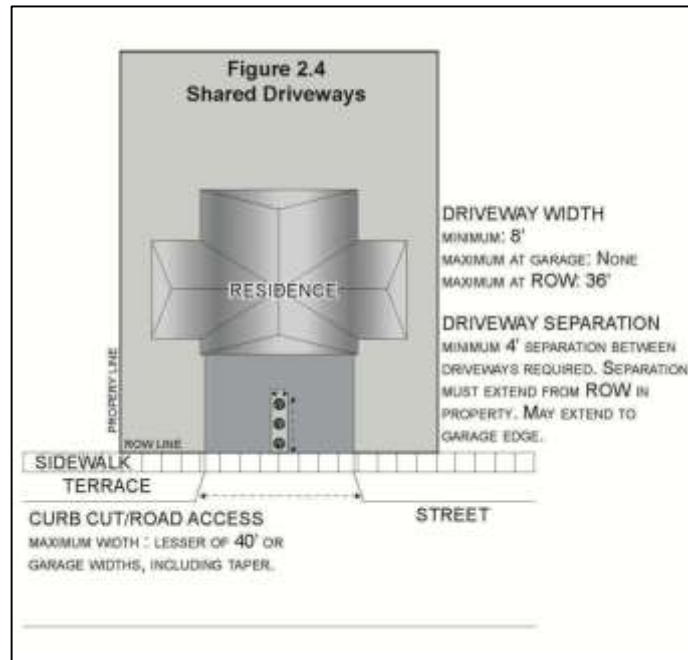 Figure 2.4
Shared Driveways
DRIVEWAY WIDTH
MINIMUM: 8'
MAXIMUM AT GARAGE: NONE
MAXIMUM AT ROW: 36'
RESIDENCE
DRIVEWAY SEPARATION
MINIMUM 4' SEPARATION BETWEEN
DRIVEWAYS REQUIRED. SEPARATION
MUST EXTEND FROM ROW IN
PROPERTY. MAY EXTEND TO
GARAGE EDGE.
PROPERY LINE
ROW LINE
SIDEWALK
TERRACE
CURB CUT/ROAD ACCESS
MAXIMUM WIDTH : LESSER OF 40' OR
GARAGE WIDTHS, INCLUDING TAPER.
STREET